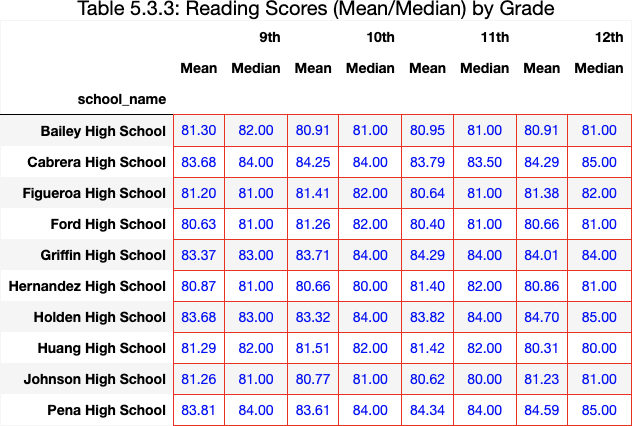 Table 5.3.3: Reading Scores (Mean/Median) by Grade
9th 10th 11th 12th
Mean Median Mean Median Mean Median Mean Median
school_name
Bailey High School 81.30 82.00 80.91 81.00 80.95 81.00 80.91 81.00
Cabrera High School 83.68 84.00 84.25 84.00 83.79 83.50 84.29 85.00
Figueroa High School 81.20 81.00 81.41 82.00 80.64 81.00 81.38 82.00
Ford High School 80.63 81.00 81.26 82.00 80.40 81.00 80.66 81.00
Griffin High School 83.37 83.00 83.71 84.00 84.29 84.00 84.01 84.00
Hernandez High School 80.87 81.00 80.66 80.00 81.40 82.00 80.86 81.00
Holden High School 83.68 83.00 83.32 84.00 83.82 84.00 84.70 85.00
Huang High School 81.29 82.00 81.51 82.00 81.42 82.00 80.31 80.00
Johnson High School 81.26 81.00 80.77 81.00 80.62 80.00 81.23 81.00
Pena High School 83.81 84.00 83.61 84.00 84.34 84.00 84.59 85.00